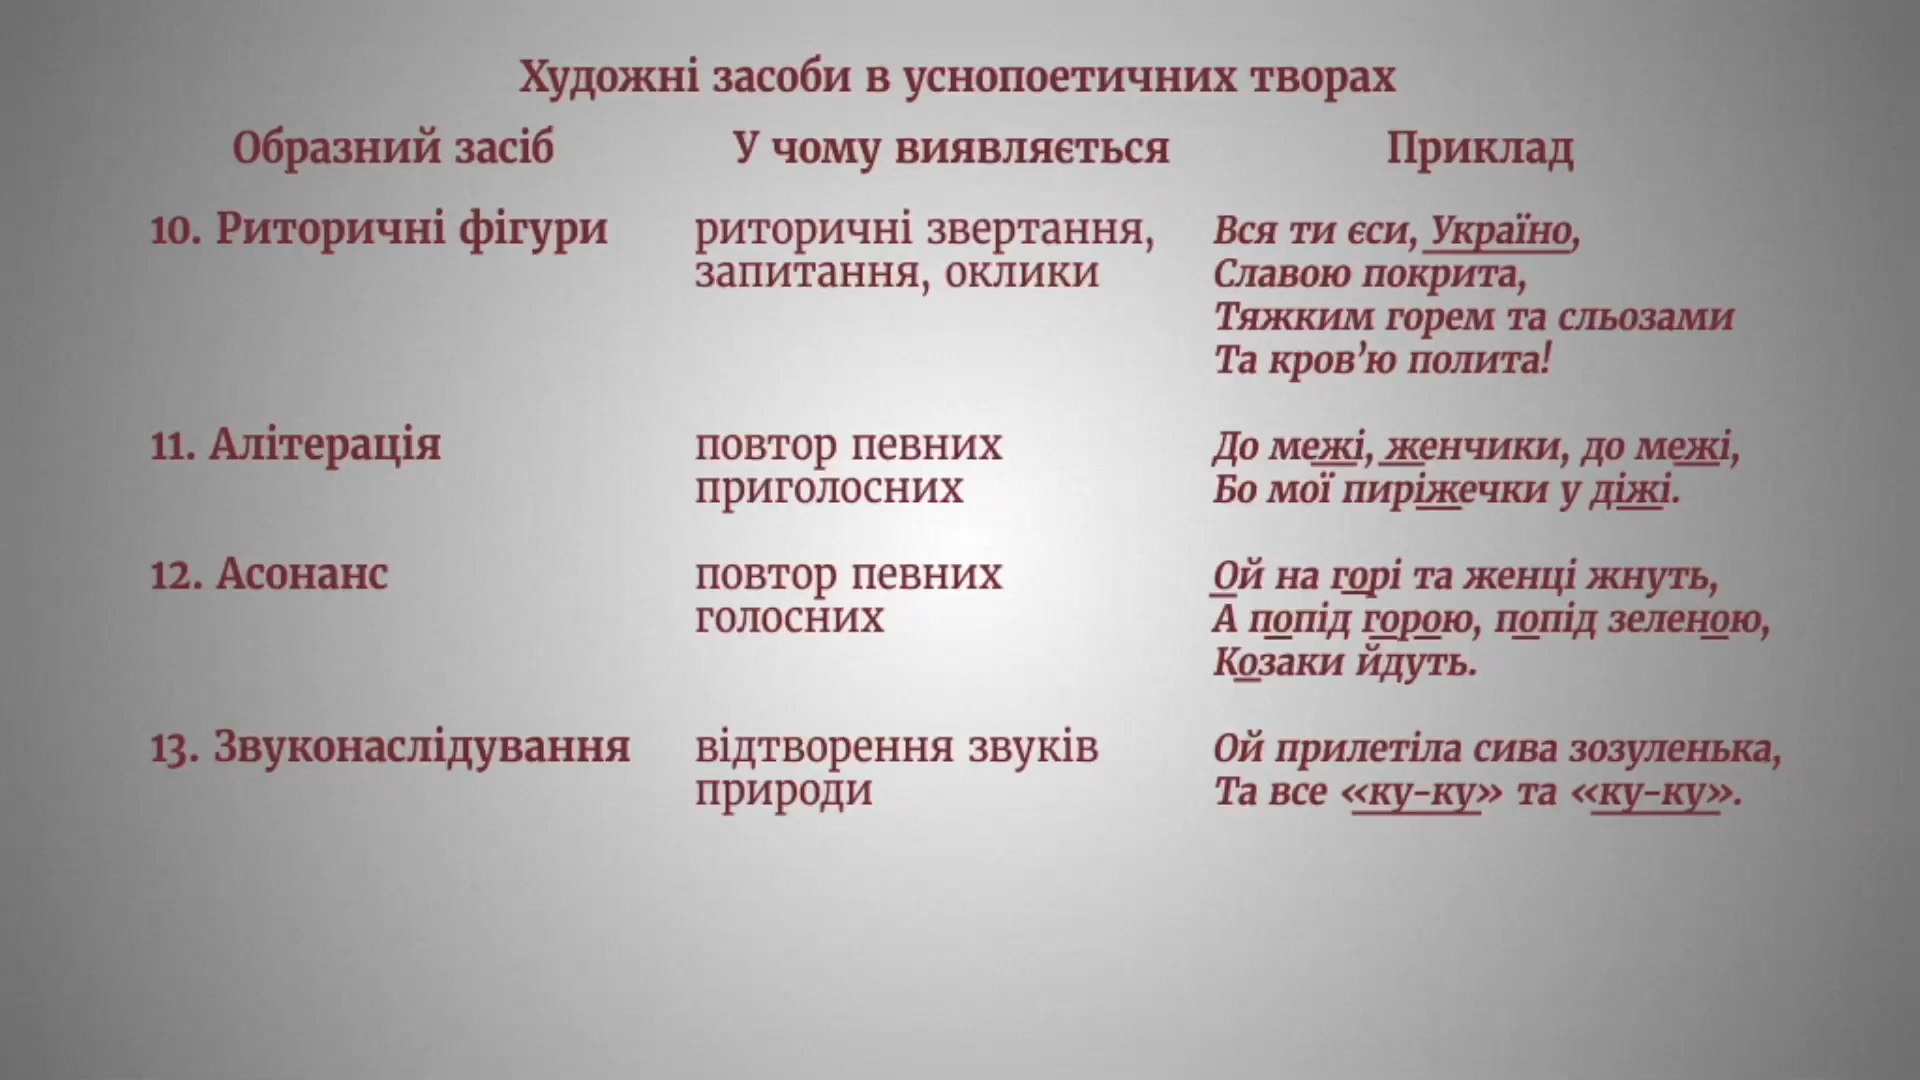 Художні засоби в уснопоетичних творах
Образний засіб У чому виявляється Приклад
10. Риторичні фігури
риторичні звертання,
запитання, оклики
Вся ти єси, Україно,
Славою покрита,
Тяжким горем та сльозами
Та кров’ю полита!
11. Алітерація
повтор певних
приголосних
До межі, женчики, до межі,
Бо мої пиріжечки у діжі.
12. Асонанс
повтор певних
голосних
Ой на горі та женці жнуть,
А попід горою, попід зеленою,
Козаки йдуть.
13. Звуконаслідування
відтворення звуків
природи
Ой прилетіла сива зозуленька,
Та все «ку-ку» та «ку-ку».